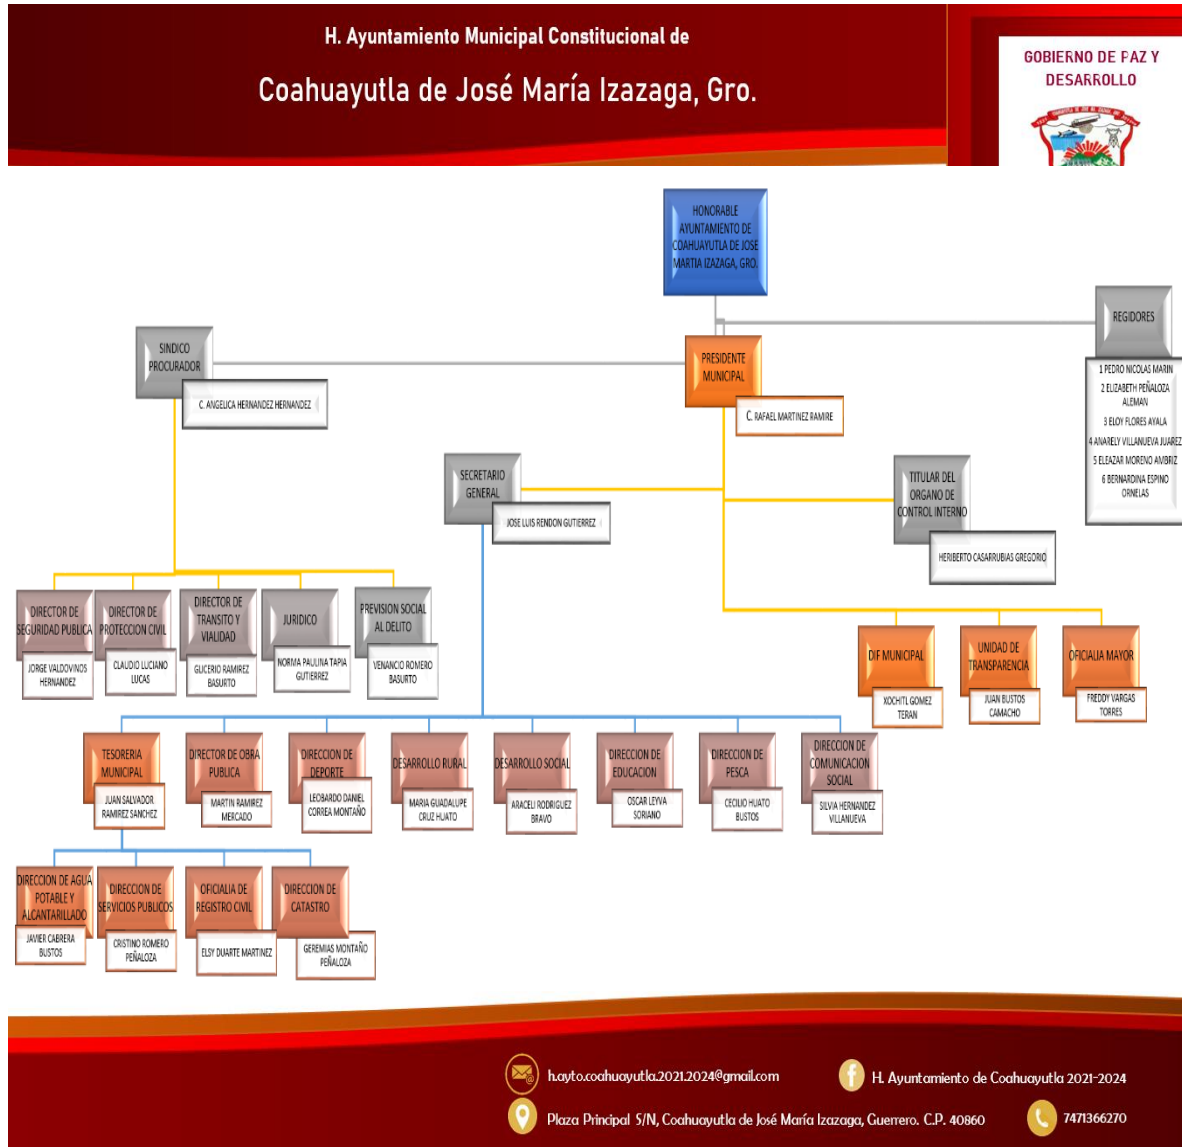 H. Ayuntamiento Municipal Constitucional de
Coahuayutla de José María Izazaga, Gro.
GOBIERNO DE PAZ Y
DESARROLLO
HONORABLE
AYUNTAMIENTO DE
COAHUAYUTLA DE JOSE
MARTIA IZAZAGA, GRO.
REGIDORES
1 PEDRO NICOLAS MARIN
2 ELIZABETH PEÑALOZA
ALEMAN
3 ELOY FLORES AYALA
4 ANARELY VILLANUEVA JUAREZ
5 ELEAZAR MORENO AMBRIZ
6 BERNARDINA ESPINO
ORNELAS
SINDICO
PROCURADOR
C. ANGELICA HERNANDEZ HERNANDEZ
PRESIDENTE
MUNICIPAL
C. RAFAEL MARTINEZ RAMIRE
SECRETARIO
GENERAL
JOSE LUIS RENDON GUTIERREZ
TITULAR DEL
ORGANO DE
CONTROL INTERNO
HERIBERTO CASARRUBIAS GREGORIO
DIRECTOR DE
SEGURIDAD PUBLICA
JORGE VALDOVINOS
HERNANDEZ
DIRECTOR DE
PROTECCION CIVIL
CLAUDIO LUCIANO
LUCAS
DIRECTOR DE
TRANSITO Y
VIALIDAD
GLICERIO RAMIREZ
BASURTO
JURIDICO
NORMA PAULINA TAPIA
GUTIERREZ
PREVISION SOCIAL
AL DELITO
VENANCIO ROMERO
BASURTO
DIF MUNICIPAL
XOCHITL GOMEZ
TERAN
UNIDAD DE
TRANSPARENCIA
JUAN BUSTOS
CAMACHO
OFICIALIA MAYOR
FREDDY VARGAS
TORRES
TESORERIA
MUNICIPAL
JUAN SALVADOR
RAMIREZ SANCHEZ
DIRECTOR DE OBRA
PUBLICA
MARTIN RAMIREZ
MERCADO
DIRECCION DE
DEPORTE
LEOBARDO DANIEL
CORREA MONTAÑO
DESARROLLO RURAL
MARIA GUADALUPE
CRUZ HUATO
DESARROLLO SOCIAL
ARACELI RODRIGUEZ
BRAVO
DIRECCION DE
EDUCACION
OSCAR LEYVA
SORIANO
DIRECCION DE
PESCA
CECILIO HUATO
BUSTOS
DIRECCION DE
COMUNICACION
SOCIAL
SILVIA HERNANDEZ
VILLANUEVA
DIRECCION DE AGUA
POTABLE Y
ALCANTARILLADO
JAVIER CABRERA
BUSTOS
DIRECCION DE
SERVICIOS PUBLICOS
CRISTINO ROMERO
PEÑALOZA
OFICIALIA DE
REGISTRO CIVIL
ELSY DUARTE MARTINEZ
DIRECCION DE
CATASTRO
GEREMIAS MONTAÑO
PEÑALOZA
h.ayto.coahuayutla.2021.2024@gmail.com
H. Ayuntamiento de Coahuayutla 2021-2024
Plaza Principal S/N, Coahuayutla de José María Izazaga, Guerrero. C.P. 40860
7471366270